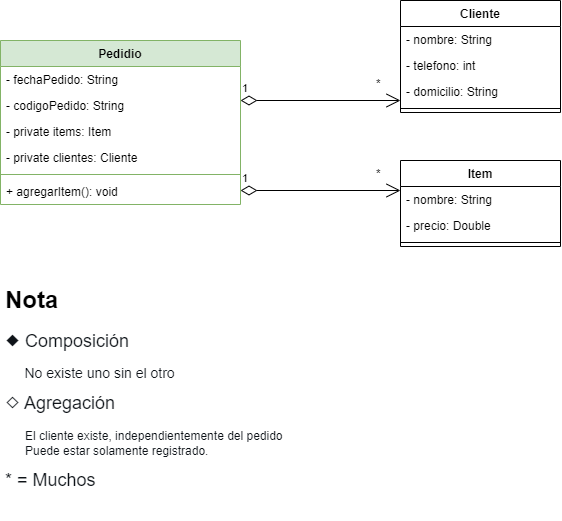 Pedidio
- fechaPedido: String
- codigoPedido: String
- private items: Item
- private clientes: Cliente
+ agregarItem(): void
1
*
1
*
Cliente
- nombre: String
- telefono: int
- domicilio: String
Item
- nombre: String
- precio: Double
Nota
Composición
No existe uno sin el otro
Agregación
El cliente existe, independientemente del pedido
Puede estar solamente registrado.
* = Muchos